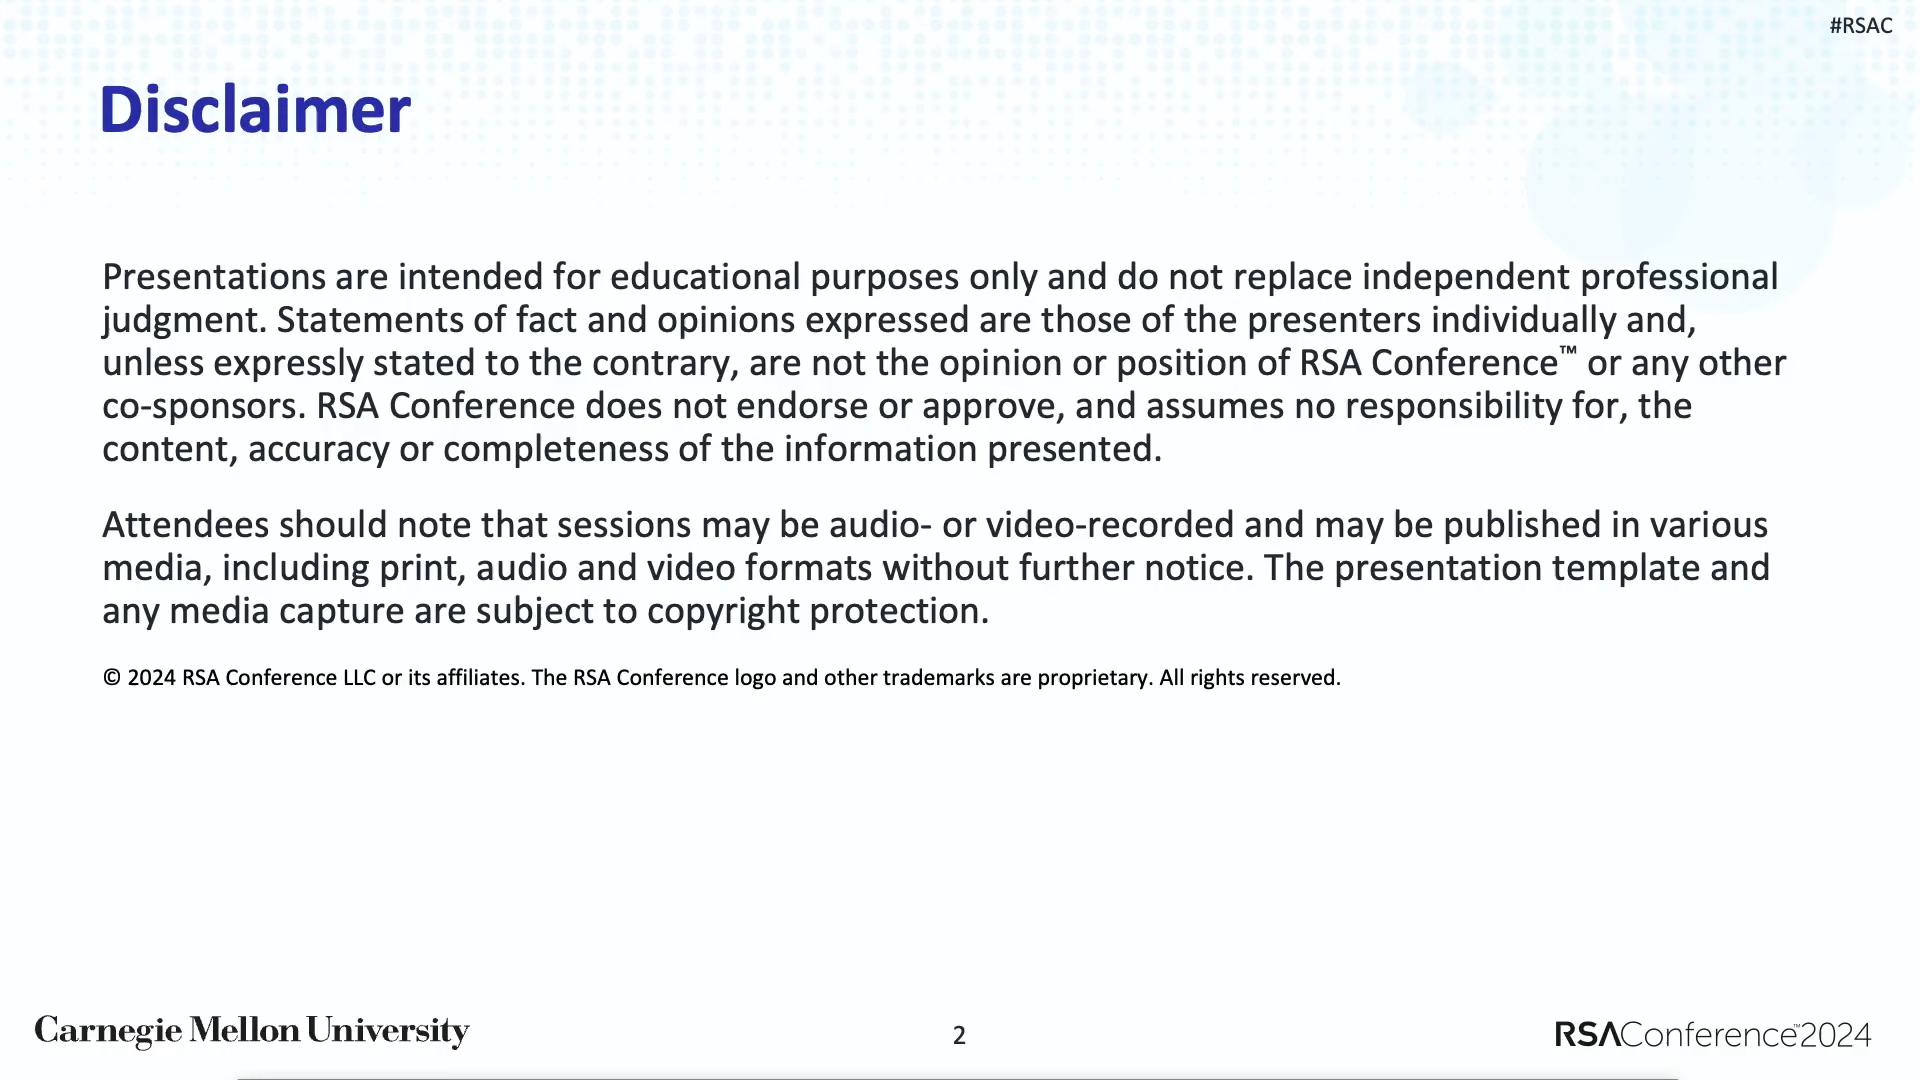 #RSAC
Disclaimer
Presentations are intended for educational purposes only and do not replace independent professional
judgment. Statements of fact and opinions expressed are those of the presenters individually and,
unless expressly stated to the contrary, are not the opinion or position of RSA Conference™ or any other
co-sponsors. RSA Conference does not endorse or approve, and assumes no responsibility for, the
content, accuracy or completeness of the information presented.
Attendees should note that sessions may be audio- or video-recorded and may be published in various
media, including print, audio and video formats without further notice. The presentation template and
any media capture are subject to copyright protection.
© 2024 RSA Conference LLC or its affiliates. The RSA Conference logo and other trademarks are proprietary. All rights reserved.
Carnegie Mellon University
2
RSAConference™2024